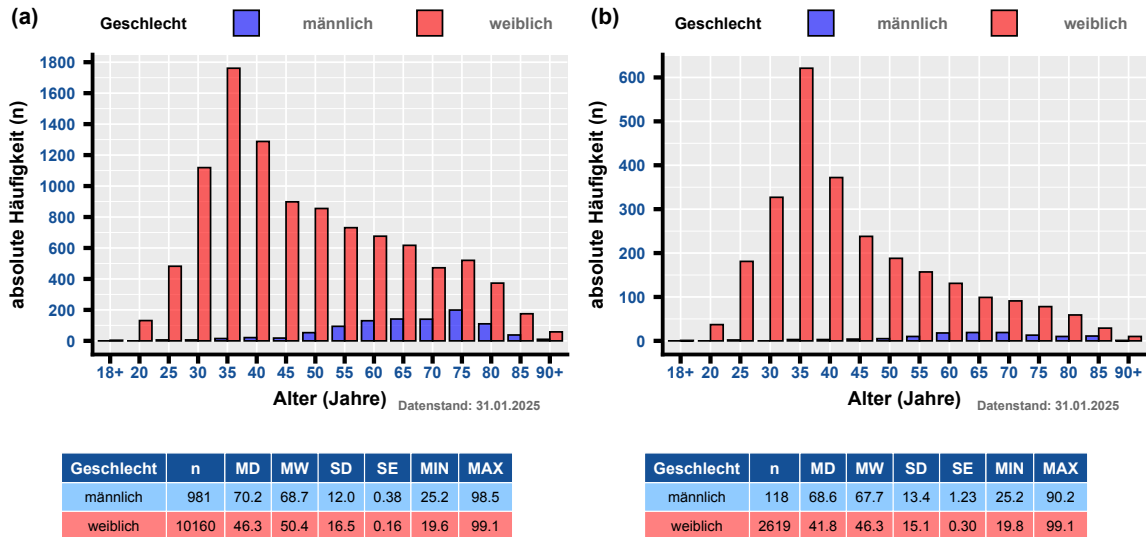 (a)
Geschlecht männlich weiblich
absolute Häufigkeit (n)
1800
1600
1400
1200
1000
800
600
400
200
0
18+ 20 25 30 35 40 45 50 55 60 65 70 75 80 85 90+
Alter (Jahre)
Datenstand: 31.01.2025
Geschlecht n MD MW SD SE MIN MAX
männlich 981 70.2 68.7 12.0 0.38 25.2 98.5
weiblich 10160 46.3 50.4 16.5 0.16 19.6 99.1
(b)
Geschlecht männlich weiblich
absolute Häufigkeit (n)
600
500
400
300
200
100
0
18+ 20 25 30 35 40 45 50 55 60 65 70 75 80 85 90+
Alter (Jahre)
Datenstand: 31.01.2025
Geschlecht n MD MW SD SE MIN MAX
männlich 118 68.6 67.7 13.4 1.23 25.2 90.2
weiblich 2619 41.8 46.3 15.1 0.30 19.8 99.1